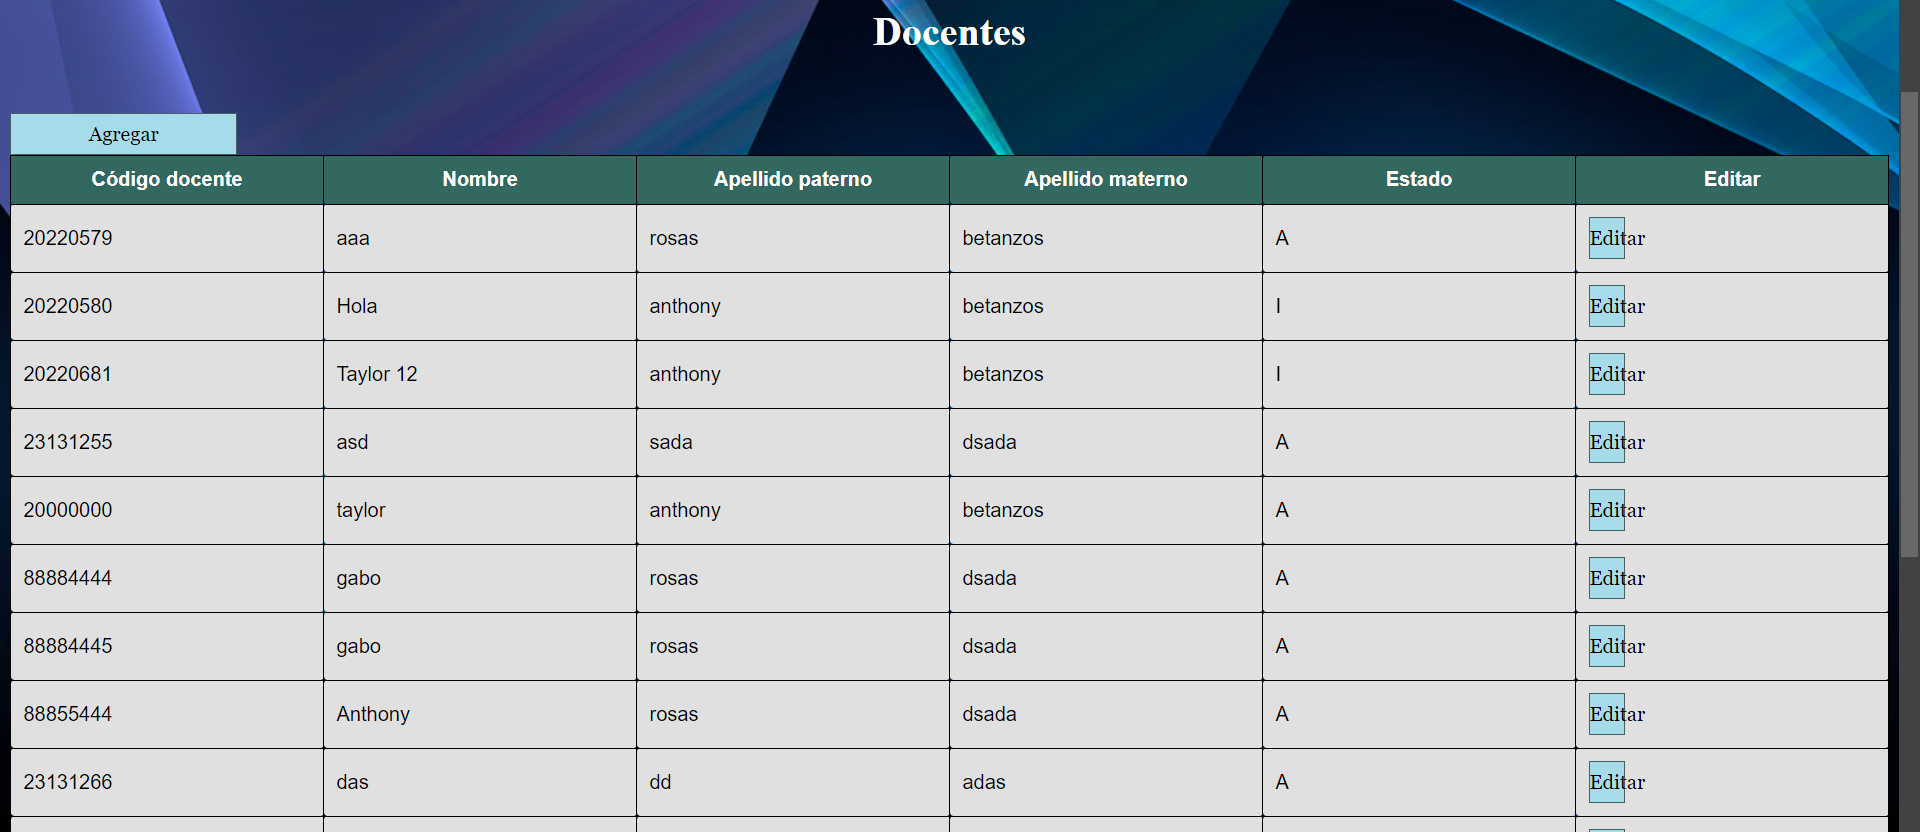 Docentes
Agregar
Código docente Nombre Apellido paterno Apellido materno Estado Editar
20220579 aaa rosas betanzos A Editar
20220580 Hola anthony betanzos I Editar
20220681 Taylor 12 anthony betanzos I Editar
23131255 asd sada dsada A Editar
20000000 taylor anthony betanzos A Editar
88884444 gabo rosas dsada A Editar
88884445 gabo rosas dsada A Editar
88855444 Anthony rosas dsada A Editar
23131266 das dd adas A Editar